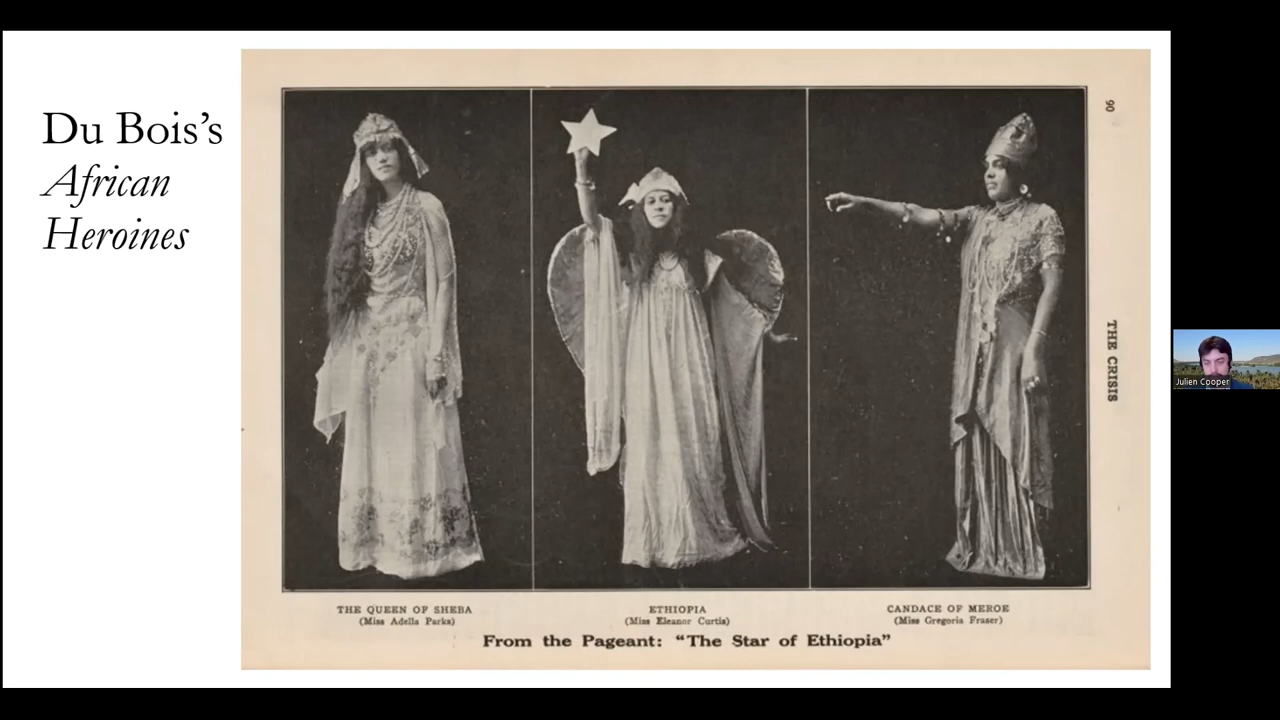 Du Bois’s
African
Heroines
90
THE CRISIS
THE QUEEN OF SHEBA
(Miss Adella Parks)
ETHIOPIA
(Miss Eleanor Curtis)
CANDACE OF MEROE
(Miss Gregoria Fraser)
From the Pageant: “The Star of Ethiopia”
Julien Cooper